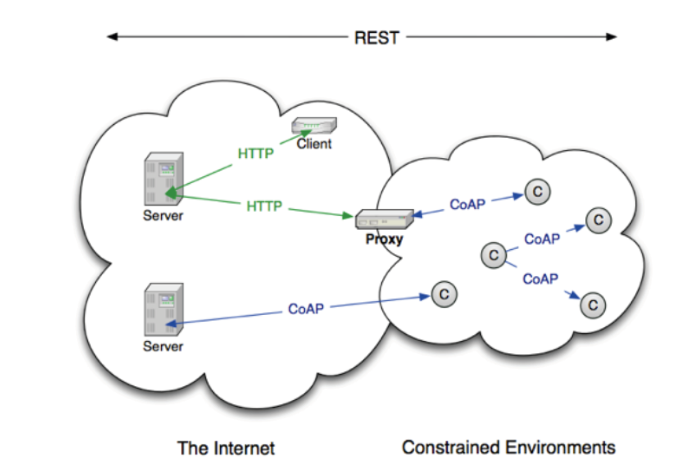 REST
HTTP
Client
Server
HTTP
Proxy
CoAP
C
C
CoAP
C
CoAP
C
C
CoAP
Server
The Internet
Constrained Environments